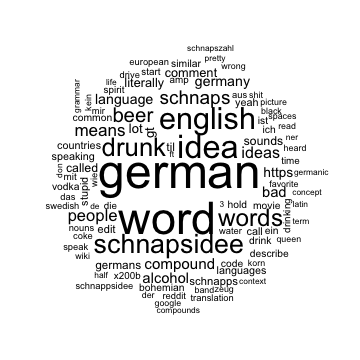 schnapszahl
pretty
european similar wrong
life drive start comment amp shit
spirit literally germany aus
grammar kein language schnaps yeah picture
mir black
common beer english ist spaces
means lot gt ich read
countries drunk til idea sounds ner
speaking lt ideas heard
don called german time
mit stupid wie https germanic
vodka favorite
das bad concept
swedish de die word words drinking
people 3 hold movie latin
nouns edit water call ein term
coke schnapsidee drink queen
speak describe
wiki germans compound code korn
half x200b alcohol schnapps languages
schnappsidee bohemian band zeug context
der reddit translation
google
compounds